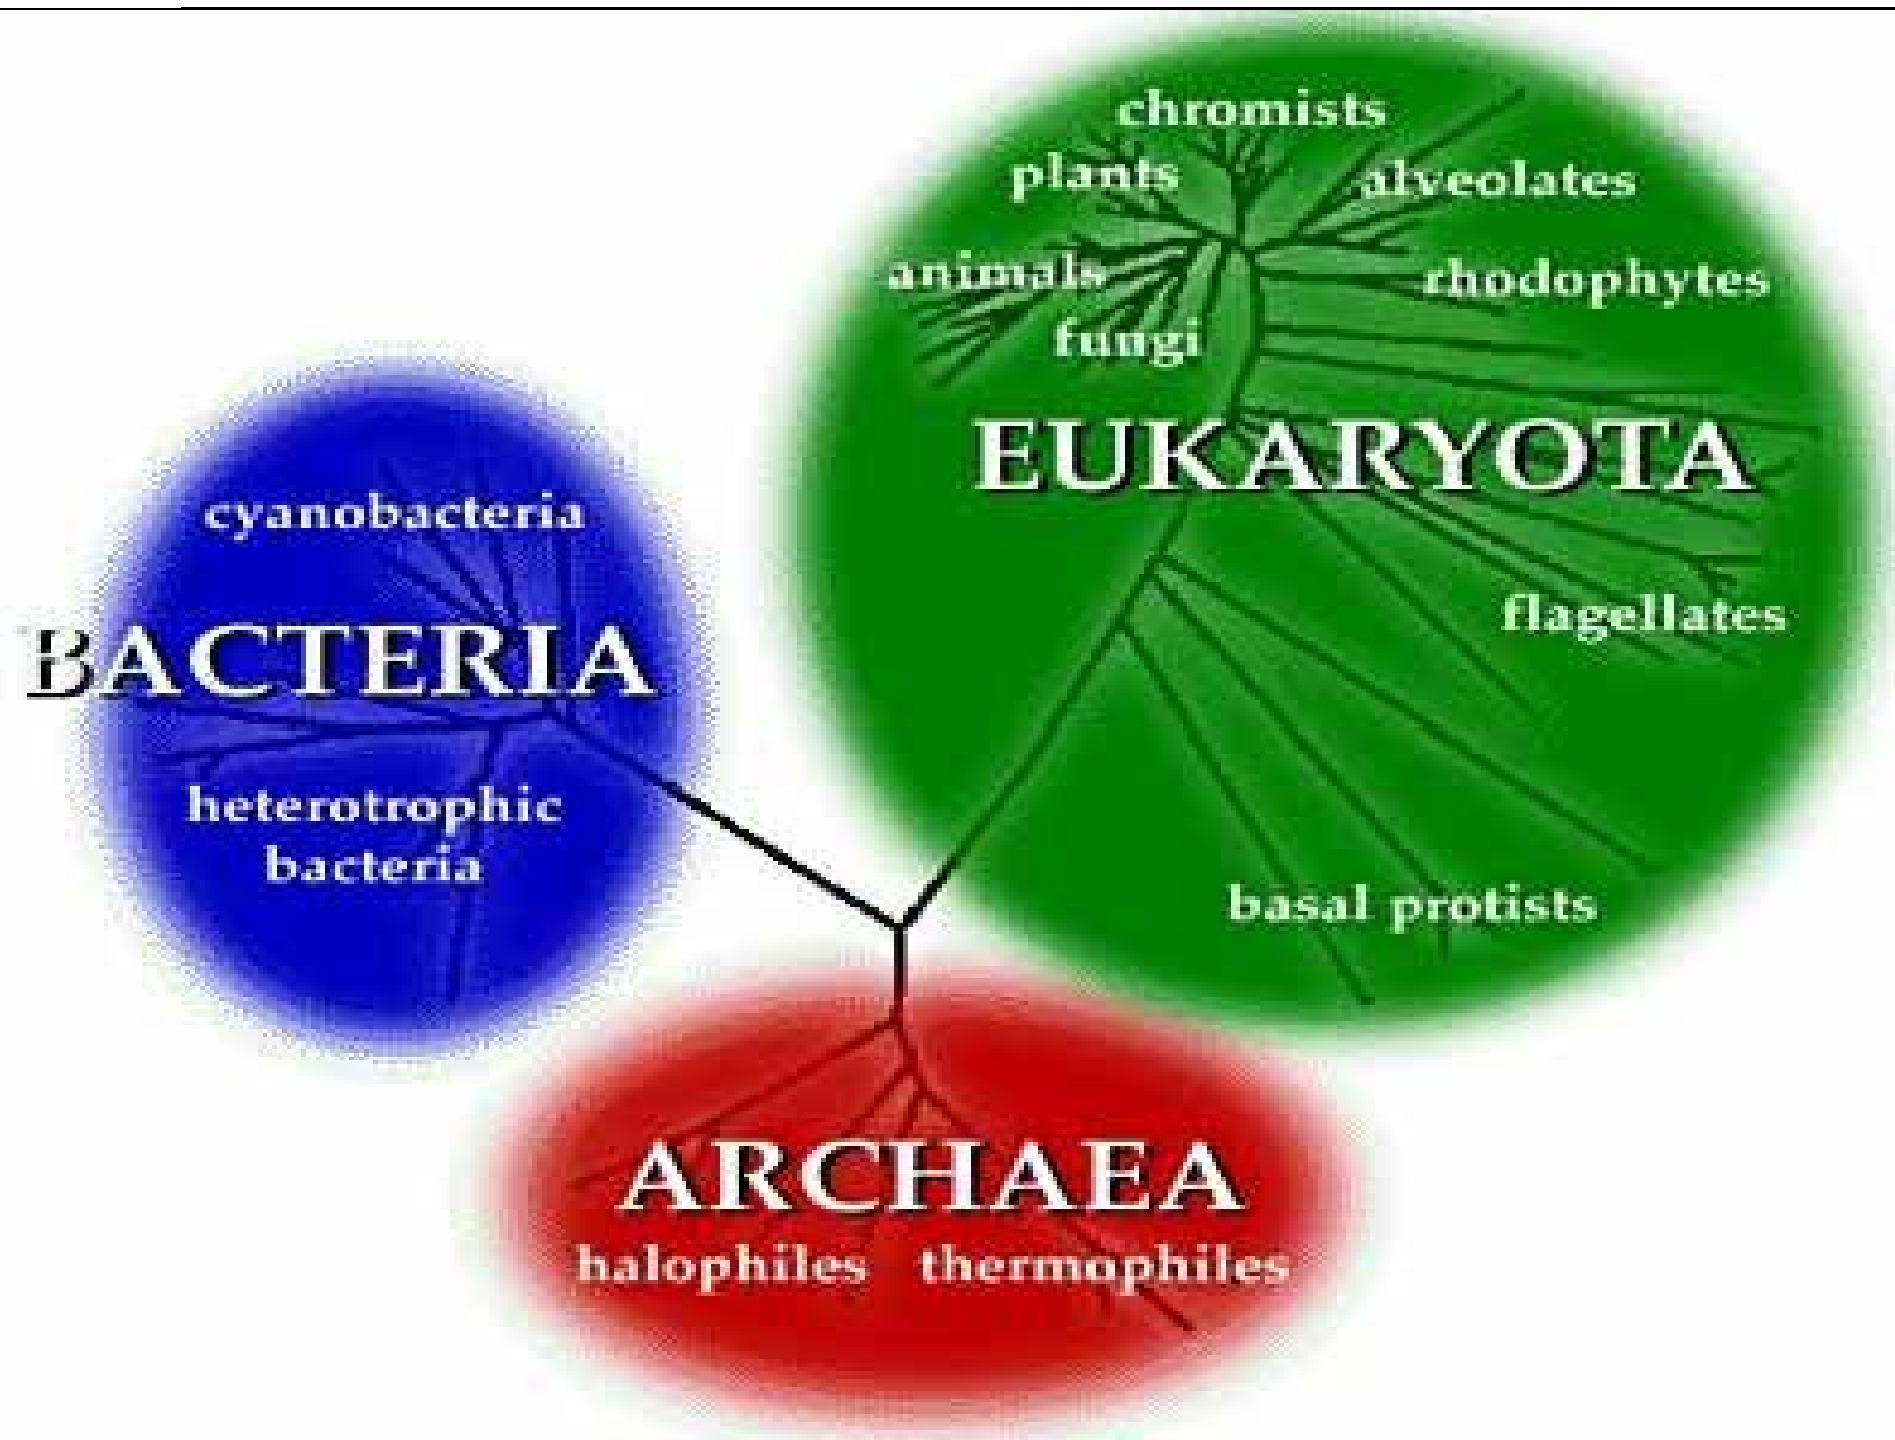 chromists
plants
alveolates
animals
rhodophytes
fungi
EUKARYOTA
cyanobacteria
flagellates
BACTERIA
heterotrophic
bacteria
basal protists
ARCHAEA
halophiles thermophiles